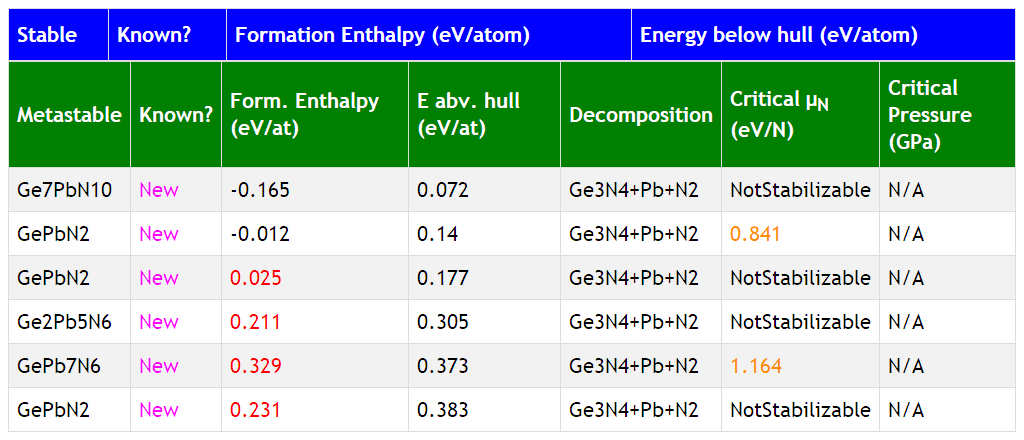 Stable Known? Formation Enthalpy (eV/atom) Energy below hull (eV/atom)
Metastable Known? Form. Enthalpy (eV/at) E abv. hull (eV/at) Decomposition Critical μN (eV/N) Critical Pressure (GPa)
Ge7PbN10 New -0.165 0.072 Ge3N4+Pb+N2 NotStabilizable N/A
GePbN2 New -0.012 0.14 Ge3N4+Pb+N2 0.841 N/A
GePbN2 New 0.025 0.177 Ge3N4+Pb+N2 NotStabilizable N/A
Ge2Pb5N6 New 0.211 0.305 Ge3N4+Pb+N2 NotStabilizable N/A
GePb7N6 New 0.329 0.373 Ge3N4+Pb+N2 1.164 N/A
GePbN2 New 0.231 0.383 Ge3N4+Pb+N2 NotStabilizable N/A